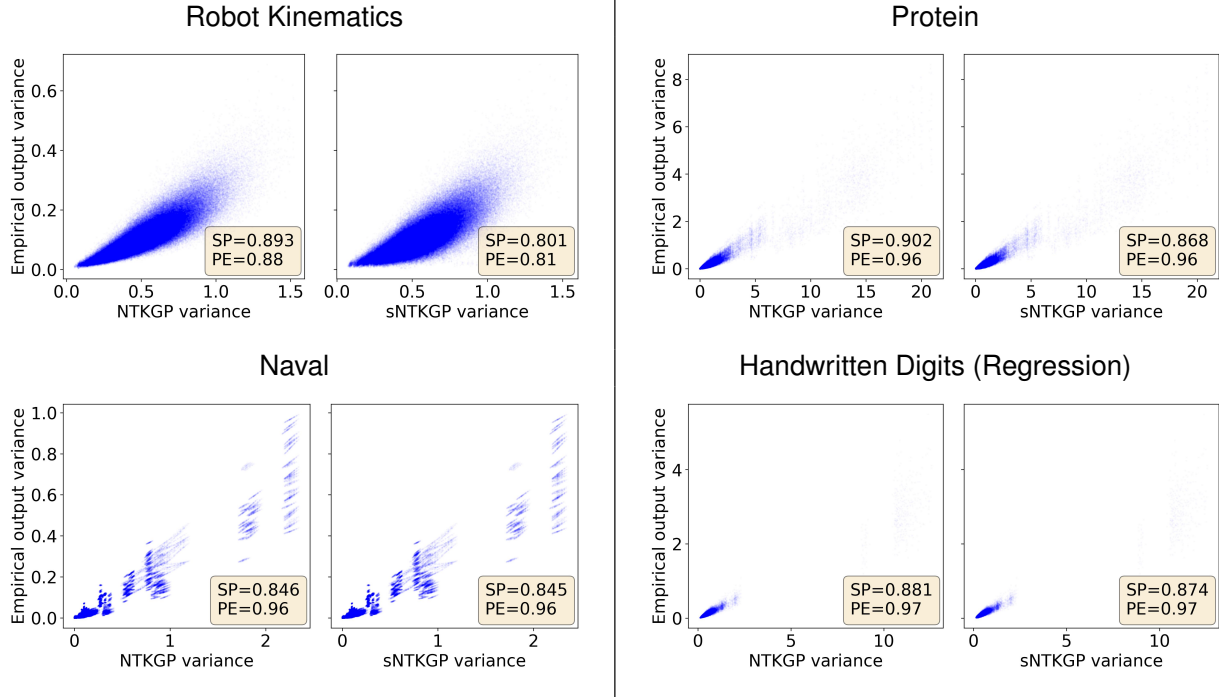 Robot Kinematics
Empirical output variance
0.6
0.4
0.2
0.0
SP=0.893
PE=0.88
0.0 0.5 1.0 1.5
NTKGP variance
SP=0.801
PE=0.81
0.0 0.5 1.0 1.5
sNTKGP variance
Protein
Empirical output variance
8
6
4
2
0
SP=0.902
PE=0.96
0 5 10 15 20
NTKGP variance
SP=0.868
PE=0.96
0 5 10 15 20
sNTKGP variance
Naval
Empirical output variance
1.0
0.8
0.6
0.4
0.2
0.0
SP=0.846
PE=0.96
0 1 2
NTKGP variance
SP=0.845
PE=0.96
0 1 2
sNTKGP variance
Handwritten Digits (Regression)
Empirical output variance
4
2
0
SP=0.881
PE=0.97
0 5 10
NTKGP variance
SP=0.874
PE=0.97
0 5 10
sNTKGP variance